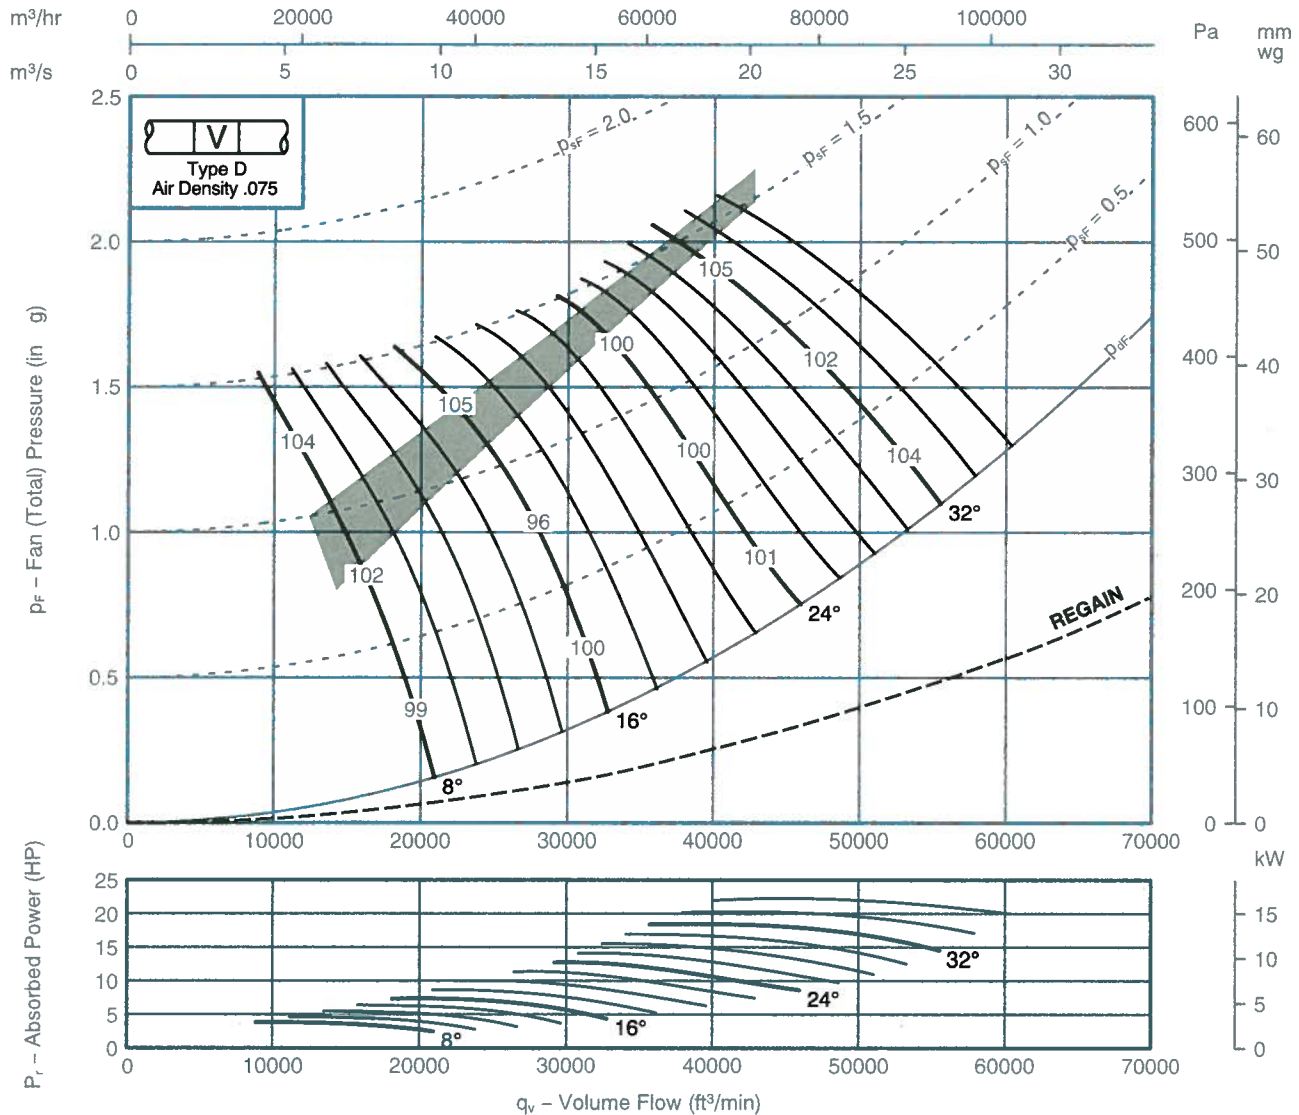 m³/hr 0 20000 40000 60000 80000 100000
Pa mm wg
m³/s 0 5 10 15 20 25 30
2.5
2.0
1.5
1.0
0.5
0.0
pF – Fan (Total) Pressure (in g)
V
Type D
Air Density .075
psF = 2.0
psF = 1.5
psF = 1.0
psF = 0.5
pdF
REGAIN
104
102
99
105
96
100
100
100
101
105
102
104
8°
16°
24°
32°
600
500
400
300
200
100
0
60
50
40
30
20
10
0
0 10000 20000 30000 40000 50000 60000 70000
kW
Pr – Absorbed Power (HP)
25
20
15
10
5
0
8°
16°
24°
32°
15
10
5
0
0 10000 20000 30000 40000 50000 60000 70000
qv – Volume Flow (ft³/min)